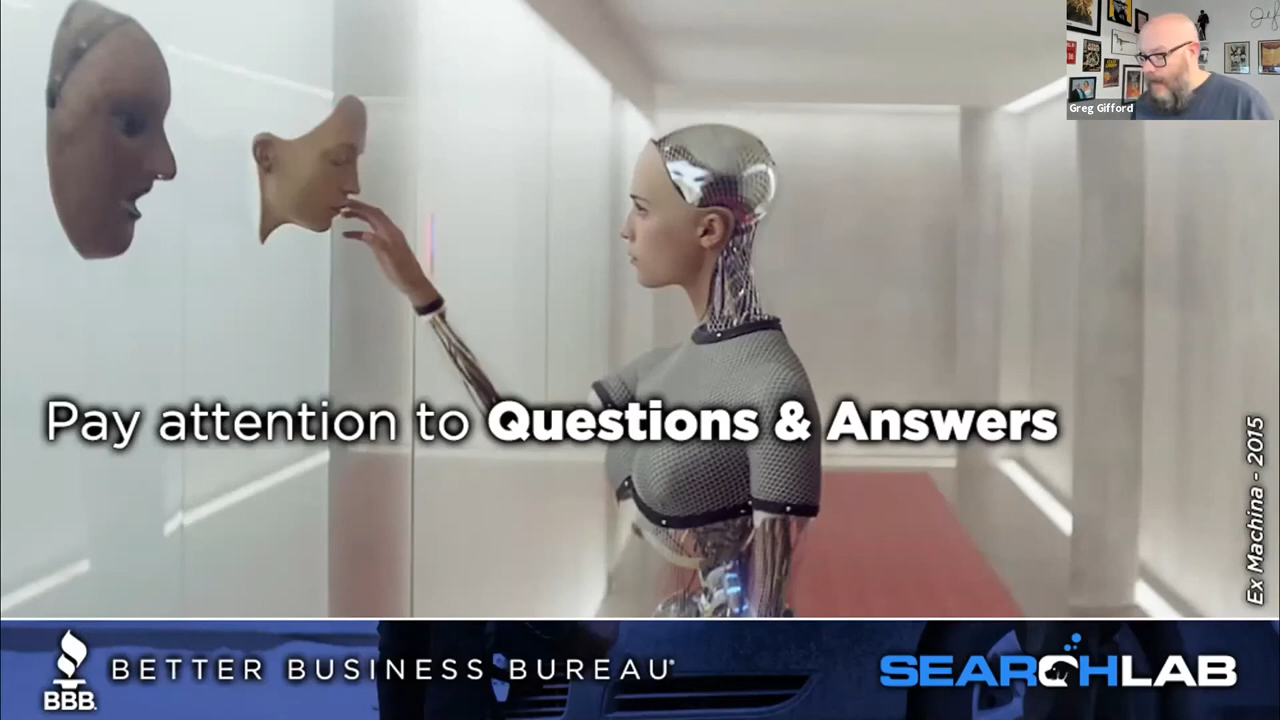 Greg Gifford
Pay attention to Questions & Answers
Ex Machina - 2015
BBB.
BETTER BUSINESS BUREAU®
SEARCHLAB